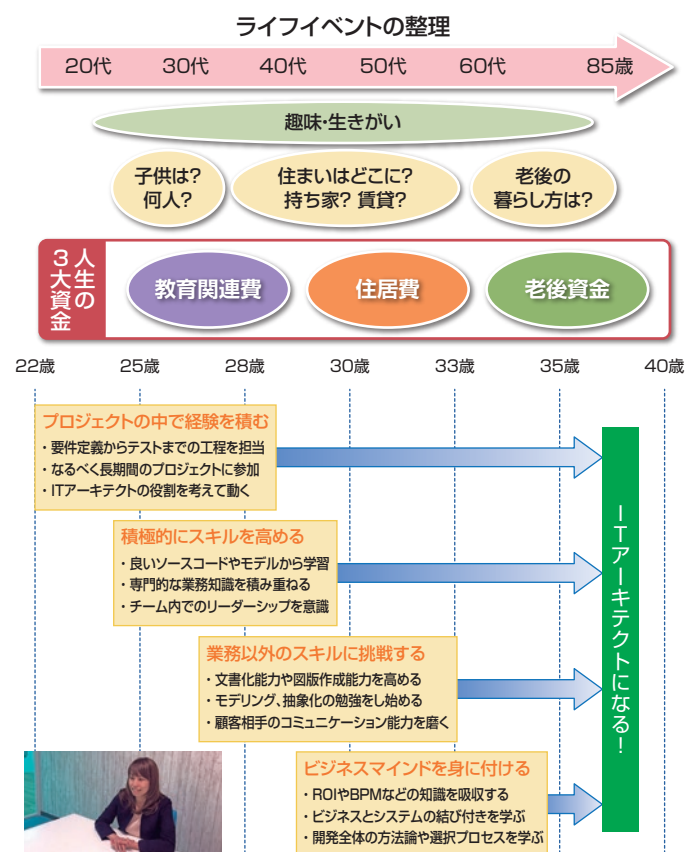 ライフイベントの整理
20代 30代 40代 50代 60代 85歳
趣味・生きがい
子供は?
何人?
住まいはどこに?
持ち家? 賃貸?
老後の
暮らし方は?
人生の
3大資金
教育関連費
住居費
老後資金
22歳 25歳 28歳 30歳 33歳 35歳 40歳
プロジェクトの中で経験を積む
・要件定義からテストまでの工程を担当
・なるべく長期間のプロジェクトに参加
・ITアーキテクトの役割を考えて動く
積極的にスキルを高める
・良いソースコードやモデルから学習
・専門的な業務知識を積み重ねる
・チーム内でのリーダーシップを意識
業務以外のスキルに挑戦する
・文書化能力や図版作成能力を高める
・モデリング、抽象化の勉強をし始める
・顧客相手のコミュニケーション能力を磨く
ビジネスマインドを身に付ける
・ROIやBPMなどの知識を吸収する
・ビジネスとシステムの結び付きを学ぶ
・開発全体の方法論や選択プロセスを学ぶ
ITアーキテクトになる!